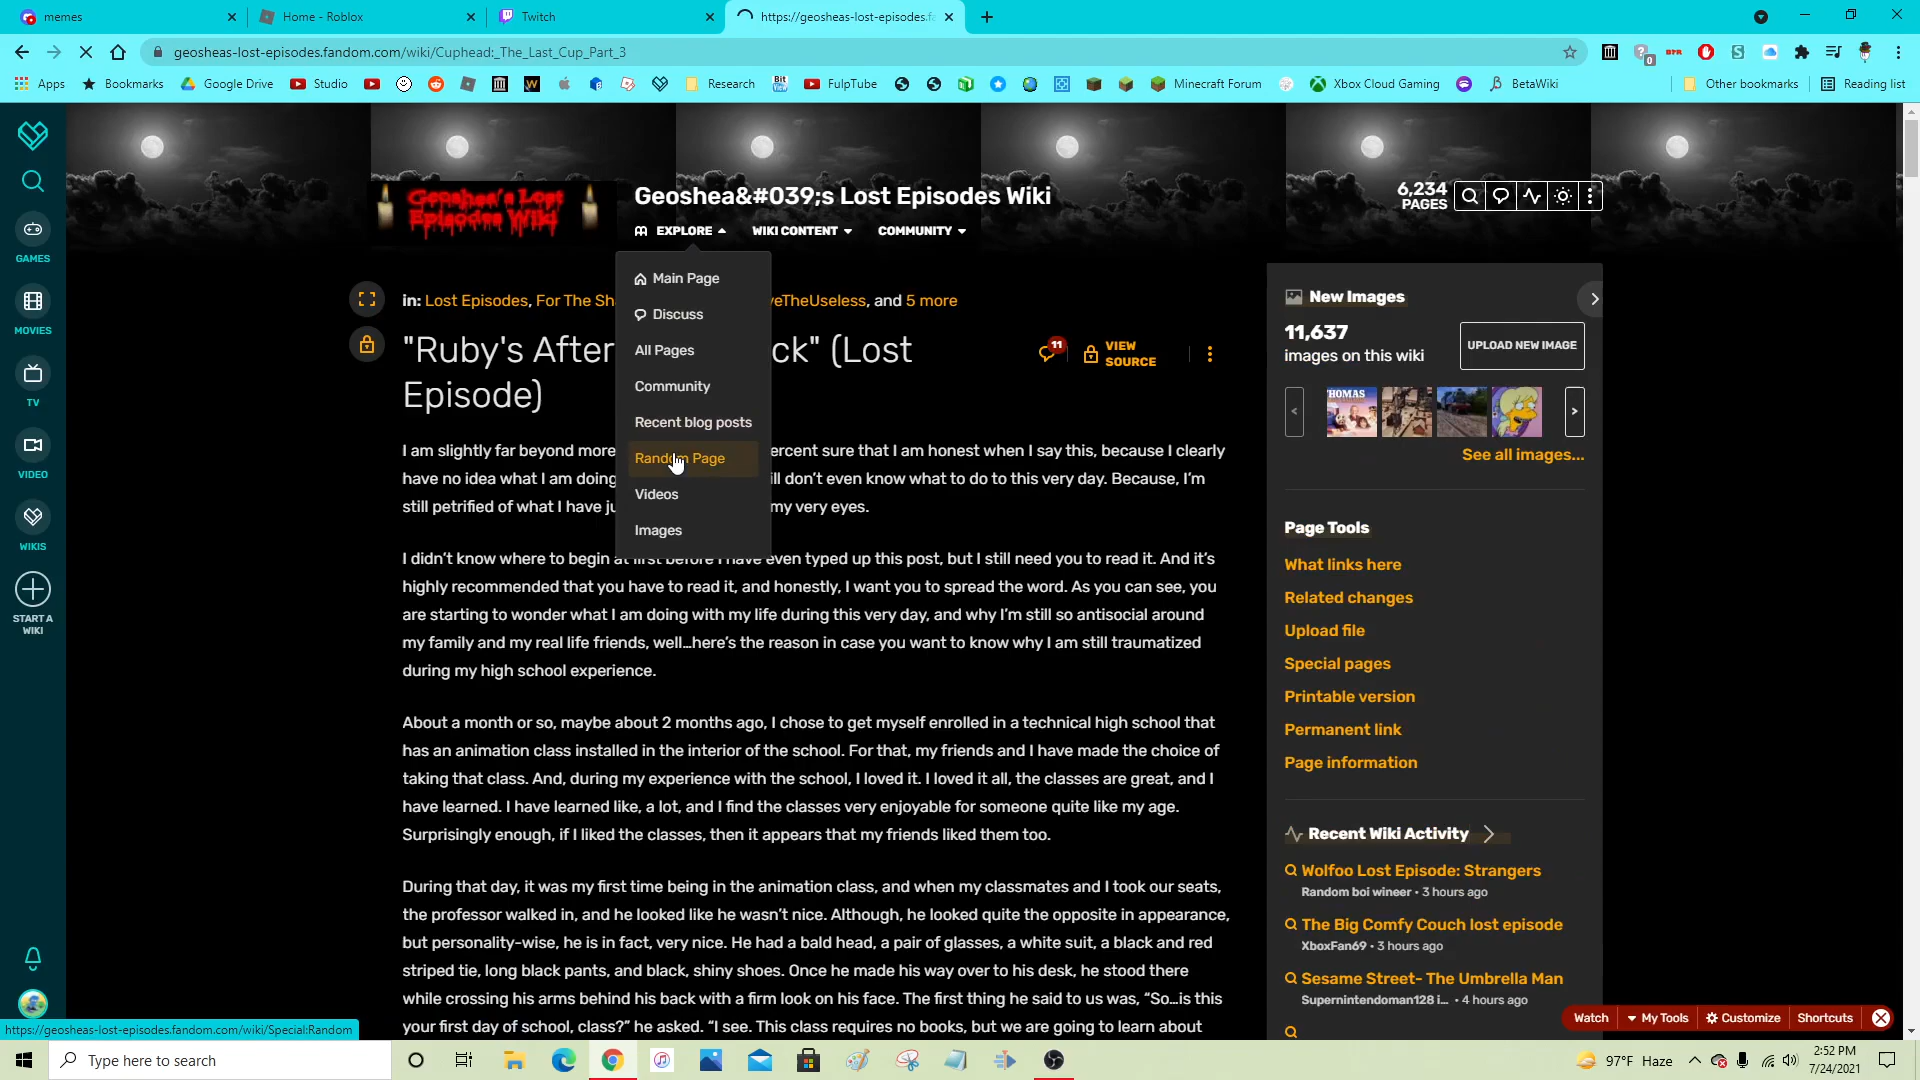 memes
Home - Roblox
Twitch
https://geosheas-lost-episodes.fa
geosheas-lost-episodes.fandom.com/wiki/Cuphead:_The_Last_Cup_Part_3
0
Apps
Bookmarks
Google Drive
Studio
Research
FulpTube
Minecraft Forum
Xbox Cloud Gaming
BetaWiki
Other bookmarks
Reading list
Geoshea's Lost
Episodes Wiki
Geoshea&#039;s Lost Episodes Wiki
6,234
PAGES
EXPLORE
WIKI CONTENT
COMMUNITY
GAMES
MOVIES
TV
VIDEO
WIKIS
START A
WIKI
Main Page
Discuss
All Pages
Community
Recent blog posts
Random Page
Videos
Images
in: Lost Episodes, For The Sh veTheUseless, and 5 more
"Ruby's After ck" (Lost
Episode)
11
VIEW
SOURCE
I am slightly far beyond more ercent sure that I am honest when I say this, because I clearly
have no idea what I am doing ill don't even know what to do to this very day. Because, I'm
still petrified of what I have ju my very eyes.
I didn't know where to begin at first before I have even typed up this post, but I still need you to read it. And it's
highly recommended that you have to read it, and honestly, I want you to spread the word. As you can see, you
are starting to wonder what I am doing with my life during this very day, and why I'm still so antisocial around
my family and my real life friends, well…here's the reason in case you want to know why I am still traumatized
during my high school experience.
About a month or so, maybe about 2 months ago, I chose to get myself enrolled in a technical high school that
has an animation class installed in the interior of the school. For that, my friends and I have made the choice of
taking that class. And, during my experience with the school, I loved it. I loved it all, the classes are great, and I
have learned. I have learned like, a lot, and I find the classes very enjoyable for someone quite like my age.
Surprisingly enough, if I liked the classes, then it appears that my friends liked them too.
During that day, it was my first time being in the animation class, and when my classmates and I took our seats,
the professor walked in, and he looked like he wasn't nice. Although, he looked quite the opposite in appearance,
but personality-wise, he is in fact, very nice. He had a bald head, a pair of glasses, a white suit, a black and red
striped tie, long black pants, and black, shiny shoes. Once he made his way over to his desk, he stood there
while crossing his arms behind his back with a firm look on his face. The first thing he said to us was, "So…is this
your first day of school, class?" he asked. "I see. This class requires no books, but we are going to learn about
New Images
11,637
images on this wiki
UPLOAD NEW IMAGE
THOMAS
See all images...
Page Tools
What links here
Related changes
Upload file
Special pages
Printable version
Permanent link
Page information
Recent Wiki Activity
Wolfoo Lost Episode: Strangers
Random boi wineer • 3 hours ago
The Big Comfy Couch lost episode
XboxFan69 • 3 hours ago
Sesame Street- The Umbrella Man
Supernintendoman128 i... • 4 hours ago
Watch
My Tools
Customize
Shortcuts
https://geosheas-lost-episodes.fandom.com/wiki/Special:Random
Type here to search
97°F Haze
2:52 PM
7/24/2021